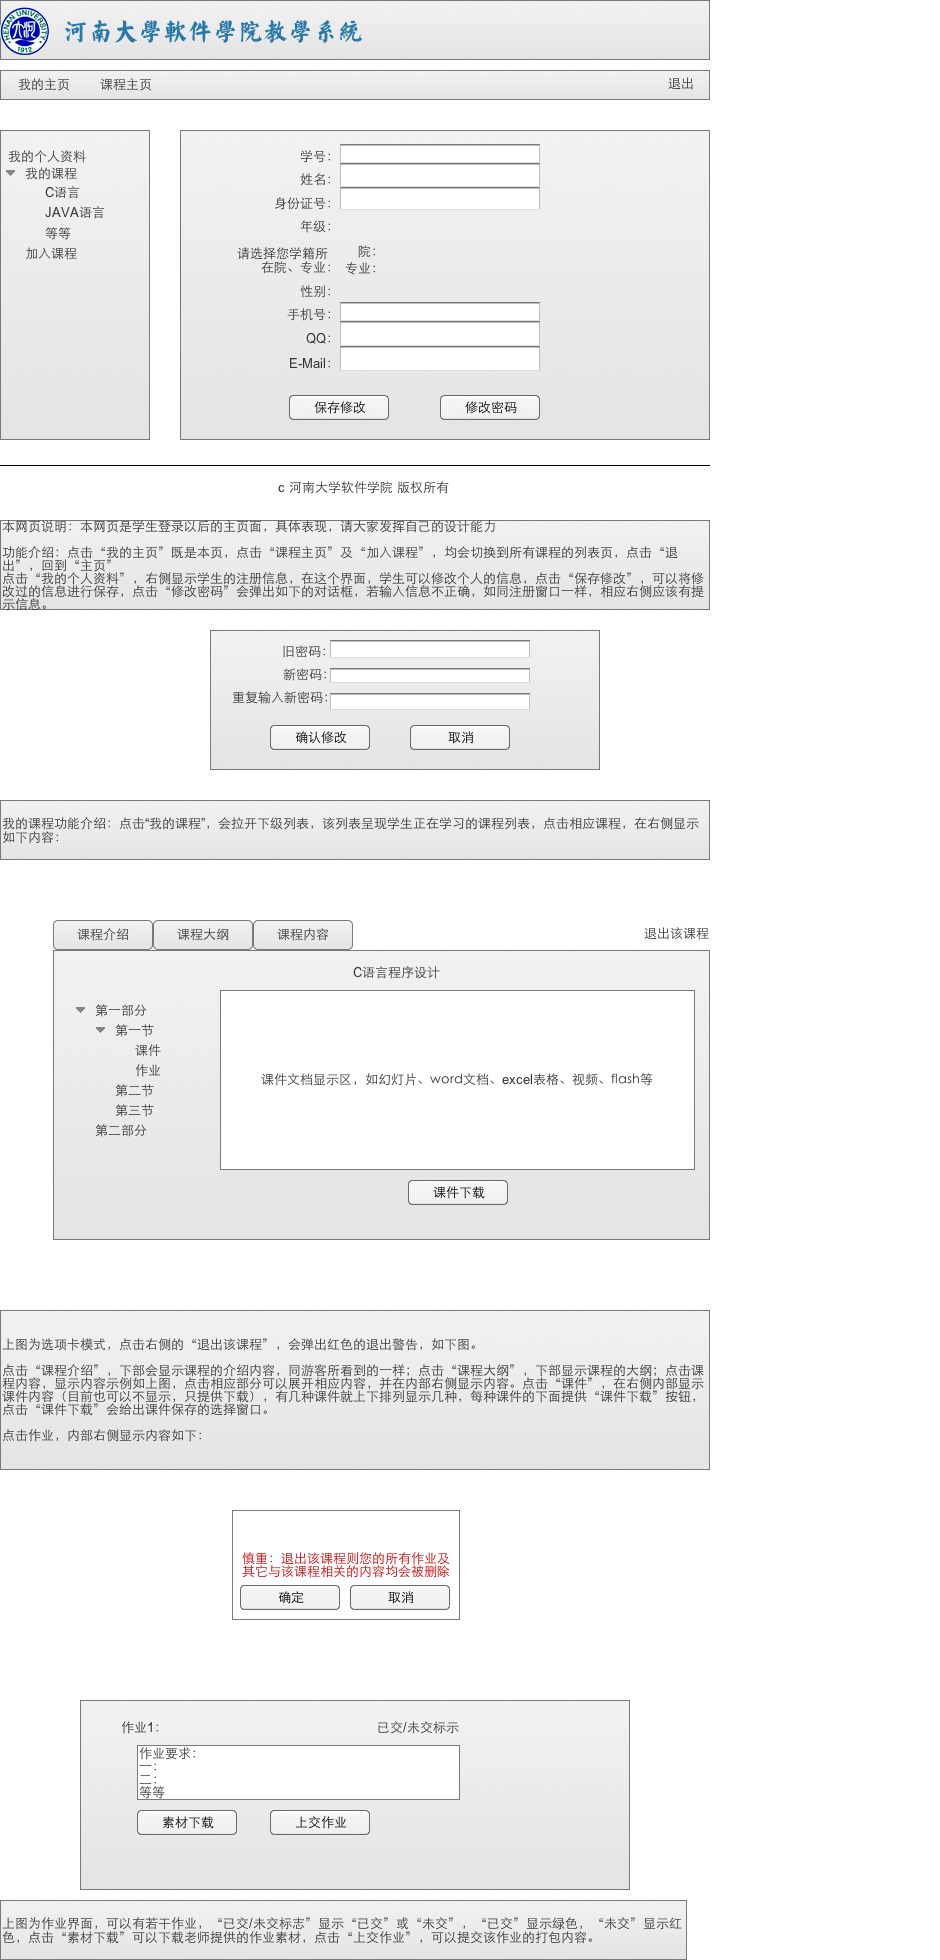 HENAN UNIVERSITY
1912
河南大學軟件學院教學系統
我的主页 课程主页 退出
我的个人资料
我的课程
C语言
JAVA语言
等等
加入课程
学号：
姓名：
身份证号：
年级：
请选择您学籍所
在院、专业：
院：
专业：
性别：
手机号：
QQ：
E-Mail：
保存修改 修改密码
c 河南大学软件学院 版权所有
本网页说明：本网页是学生登录以后的主页面，具体表现，请大家发挥自己的设计能力
功能介绍：点击“我的主页”既是本页，点击“课程主页”及“加入课程”，均会切换到所有课程的列表页，点击“退
出”，回到“主页”
点击“我的个人资料”，右侧显示学生的注册信息，在这个界面，学生可以修改个人的信息，点击“保存修改”，可以将修
改过的信息进行保存，点击“修改密码”会弹出如下的对话框，若输入信息不正确，如同注册窗口一样，相应右侧应该有提
示信息。
旧密码：
新密码：
重复输入新密码：
确认修改 取消
我的课程功能介绍：点击“我的课程”，会拉开下级列表，该列表呈现学生正在学习的课程列表，点击相应课程，在右侧显示
如下内容：
课程介绍 课程大纲 课程内容 退出该课程
C语言程序设计
第一部分
第一节
课件
作业
第二节
第三节
第二部分
课件文档显示区，如幻灯片、word文档、excel表格、视频、flash等
课件下载
上图为选项卡模式，点击右侧的“退出该课程”，会弹出红色的退出警告，如下图。
点击“课程介绍”，下部会显示课程的介绍内容，同游客所看到的一样；点击“课程大纲”，下部显示课程的大纲；点击课
程内容，显示内容示例如上图，点击相应部分可以展开相应内容，并在内部右侧显示内容。点击“课件”，在右侧内部显示
课件内容（目前也可以不显示，只提供下载），有几种课件就上下排列显示几种，每种课件的下面提供“课件下载”按钮，
点击“课件下载”会给出课件保存的选择窗口。
点击作业，内部右侧显示内容如下：
慎重：退出该课程则您的所有作业及
其它与该课程相关的内容均会被删除
确定 取消
作业1： 已交/未交标示
作业要求：
一：
二：
等等
素材下载 上交作业
上图为作业界面，可以有若干作业，“已交/未交标志”显示“已交”或“未交”，“已交”显示绿色，“未交”显示红
色，点击“素材下载”可以下载老师提供的作业素材，点击“上交作业”，可以提交该作业的打包内容。